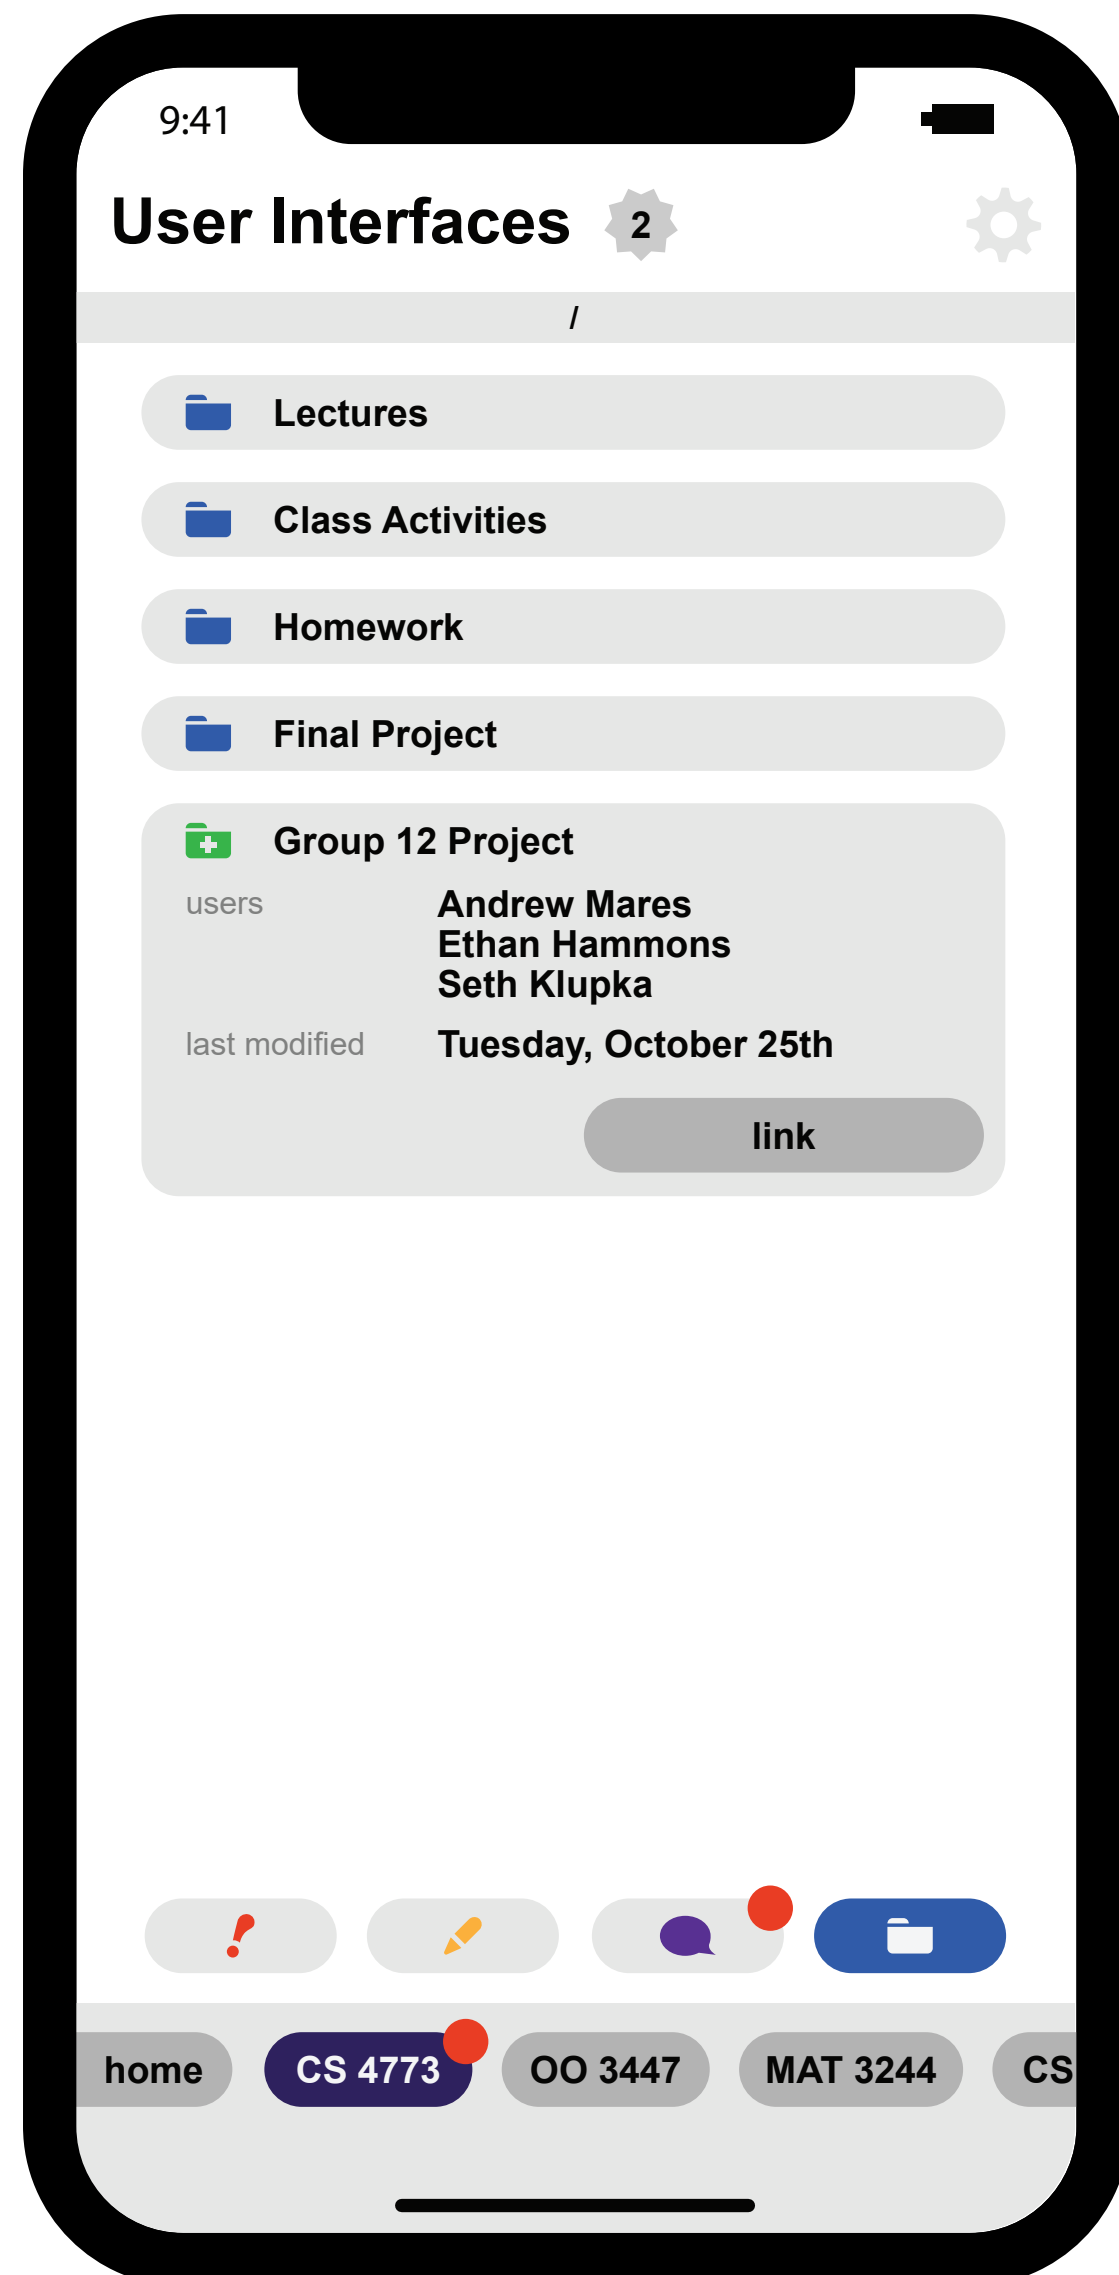 9:41
User Interfaces 2
/
Lectures
Class Activities
Homework
Final Project
Group 12 Project
users Andrew Mares
Ethan Hammons
Seth Klupka
last modified Tuesday, October 25th
link
home CS 4773 OO 3447 MAT 3244 CS